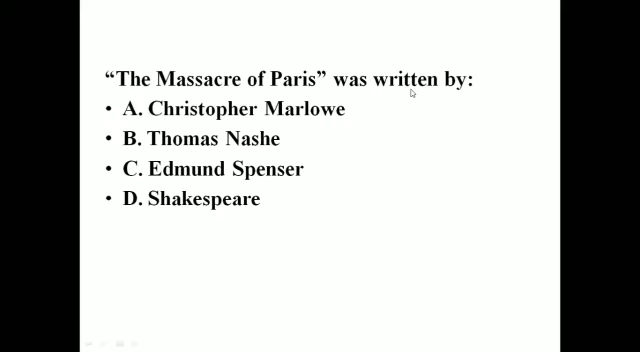 “The Massacre of Paris” was written by:
• A. Christopher Marlowe
• B. Thomas Nashe
• C. Edmund Spenser
• D. Shakespeare